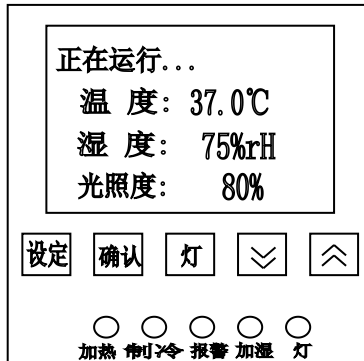 正在运行...
温 度: 37.0℃
湿 度: 75%rH
光照度: 80%
设定 确认 灯
加热 制冷 报警 加湿 灯